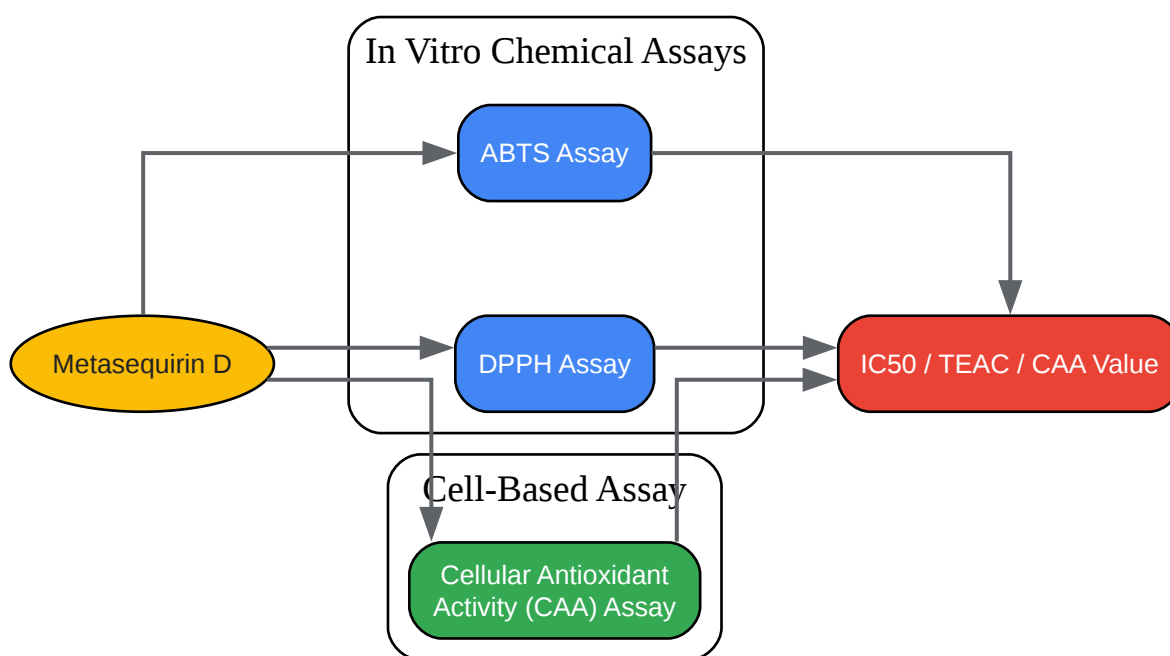 In Vitro Chemical Assays
ABTS Assay
Metasequirin D
DPPH Assay
IC50 / TEAC / CAA Value
Cell-Based Assay
Cellular Antioxidant
Activity (CAA) Assay